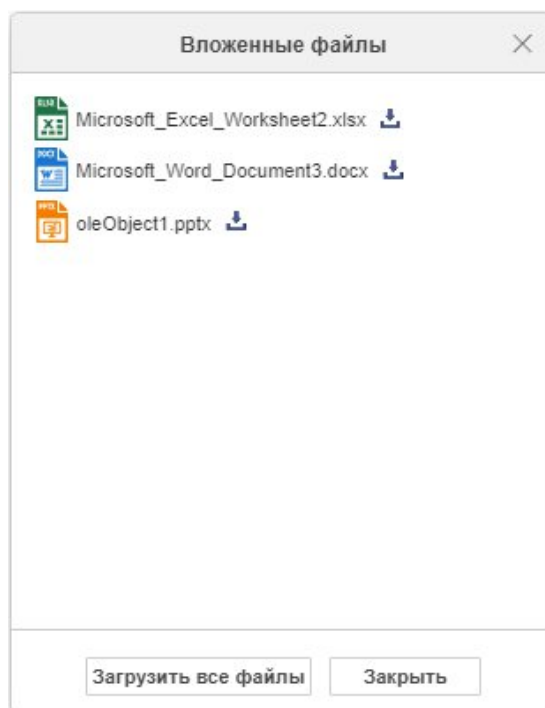 Вложенные файлы
Microsoft_Excel_Worksheet2.xlsx
Microsoft_Word_Document3.docx
oleObject1.pptx
Загрузить все файлы
Закрыть